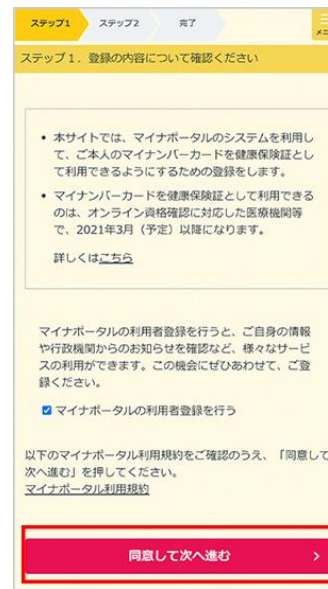 ステップ1 ステップ2 完了
ステップ1．登録の内容について確認ください
• 本サイトでは、マイナポータルのシステムを利用し
て、ご本人のマイナンバーカードを健康保険証とし
て利用できるようにするための登録をします。
• マイナンバーカードを健康保険証として利用できる
のは、オンライン資格確認に対応した医療機関等
で、2021年3月（予定）以降になります。
詳しくはこちら
マイナポータルの利用者登録を行うと、ご自身の情報
や行政機関からのお知らせを確認など、様々なサービ
スの利用ができます。この機会にぜひあわせて、ご登
録ください。
マイナポータルの利用者登録を行う
以下のマイナポータル利用規約をご確認のうえ、「同意して
次へ進む」を押してください。
マイナポータル利用規約
同意して次へ進む